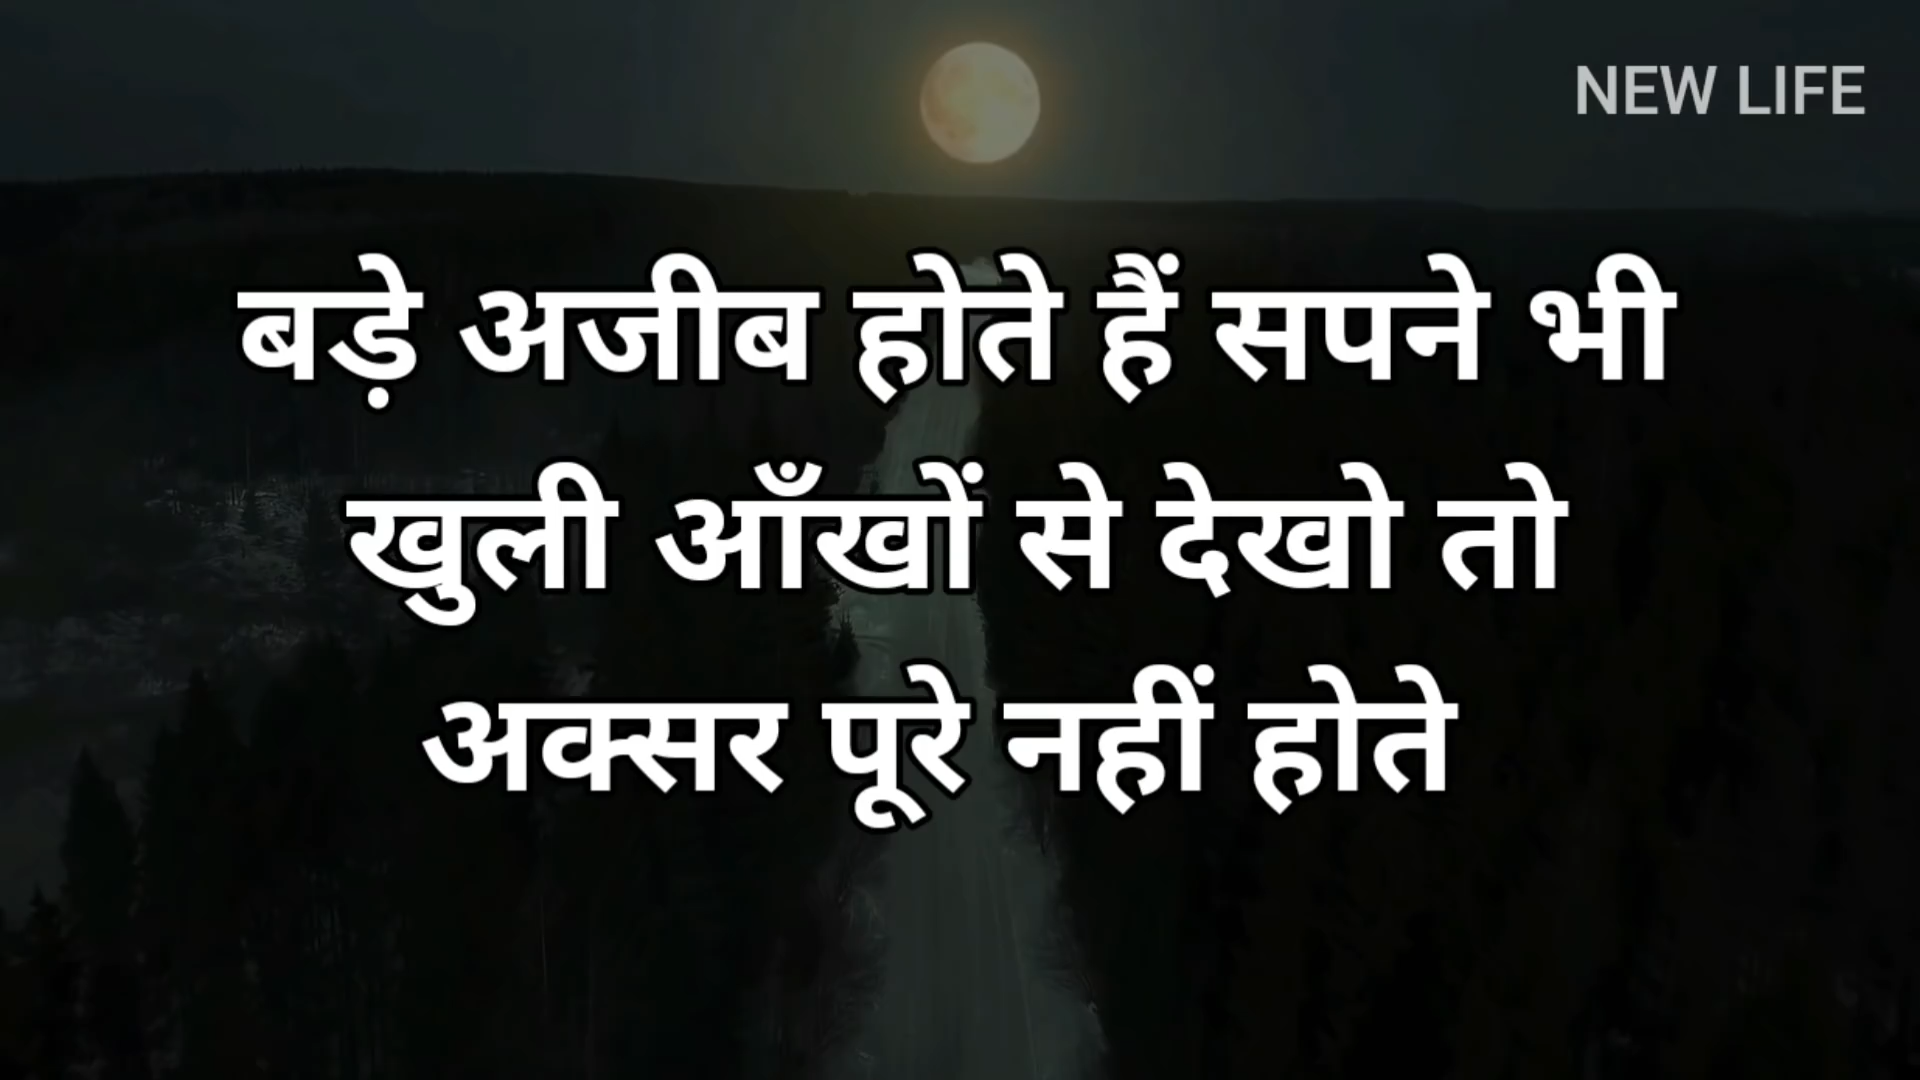 NEW LIFE
बड़े अजीब होते हैं सपने भी
खुली आँखों से देखो तो
अक्सर पूरे नहीं होते